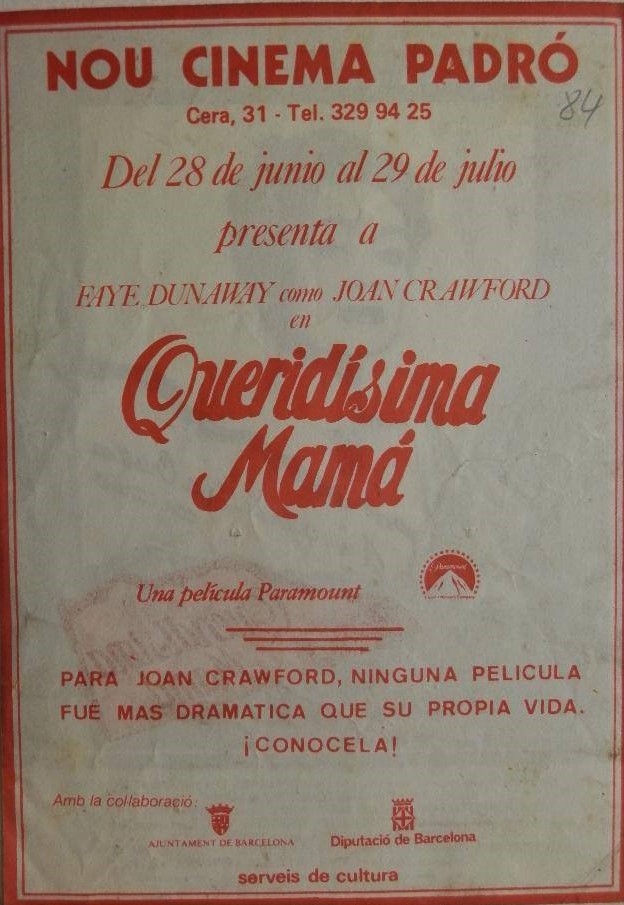 NOU CINEMA PADRÓ
Cera, 31 - Tel. 329 94 25
84
Del 28 de junio al 29 de julio
presenta a
FAYE DUNAWAY como JOAN CRAWFORD
en
Queridísima
Mamá
Una película Paramount
Paramount
PARA JOAN CRAWFORD, NINGUNA PELICULA
FUE MAS DRAMATICA QUE SU PROPIA VIDA.
¡CONOCELA!
Amb la col·laboració:
AJUNTAMENT DE BARCELONA
Diputació de Barcelona
serveis de cultura